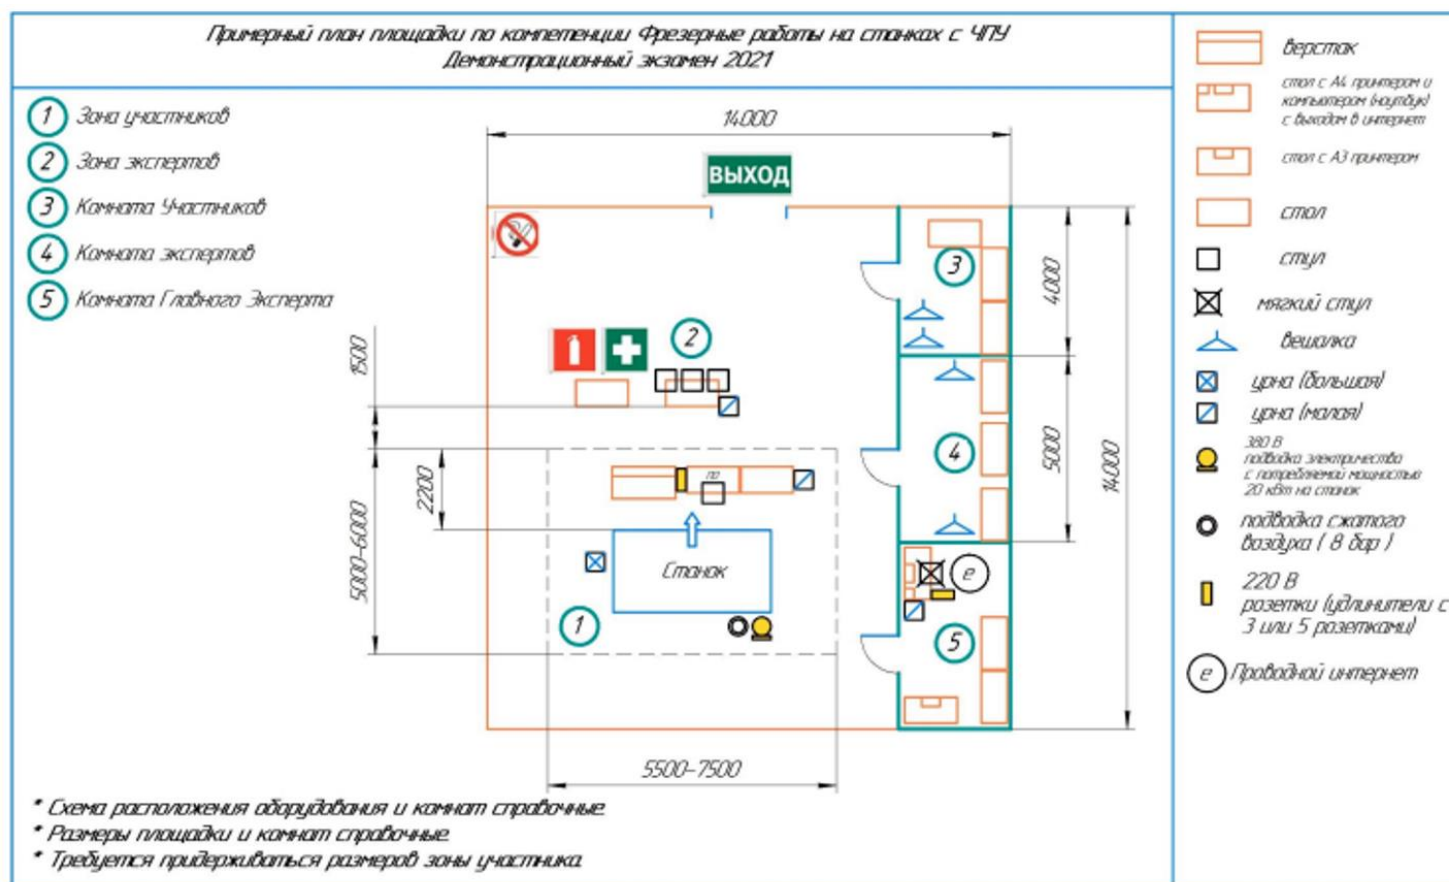 Примерный план площадки по компетенции Фрезерные работы на станках с ЧПУ
Демонстрационный экзамен 2021
1 Зона участников
2 Зона экспертов
3 Комната Участников
4 Комната экспертов
5 Комната Главного Эксперта
14000
ВЫХОД
3
4000
2
1500
14000
4
5000
2200
по
5000-6000
Станок
е
1
5
5500-7500
* Схема расположения оборудования и комнат справочные
* Размеры площадки и комнат справочные
* Требуется придерживаться размеров зоны участника
верстак
стол с А4 принтером и
компьютером (ноутбук)
с выходом в интернет
стол с А3 принтером
стол
стул
мягкий стул
вешалка
урна (большая)
урна (малая)
380 В
подводка электричества
с потребляемой мощностью
20 кВт на станок
подводка сжатого
воздуха ( 8 бар )
220 В
розетки (удлинители с
3 или 5 розетками)
е Проводной интернет